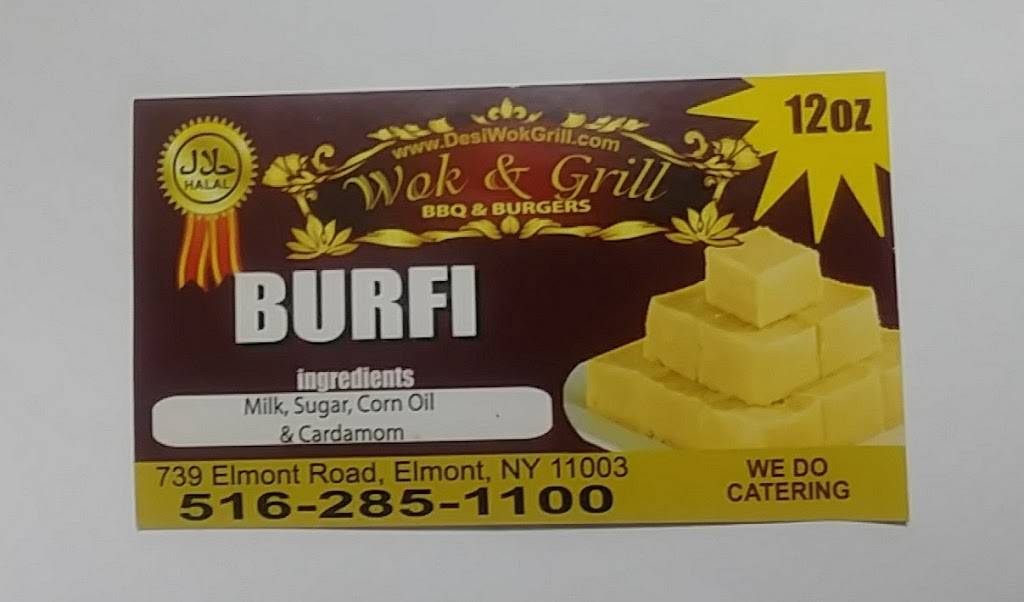 12oz
www.DesiWokGrill.com
Wok & Grill
BBQ & BURGERS
حلال
HALAL
BURFI
ingredients
Milk, Sugar, Corn Oil
& Cardamom
739 Elmont Road, Elmont, NY 11003
516-285-1100
WE DO
CATERING